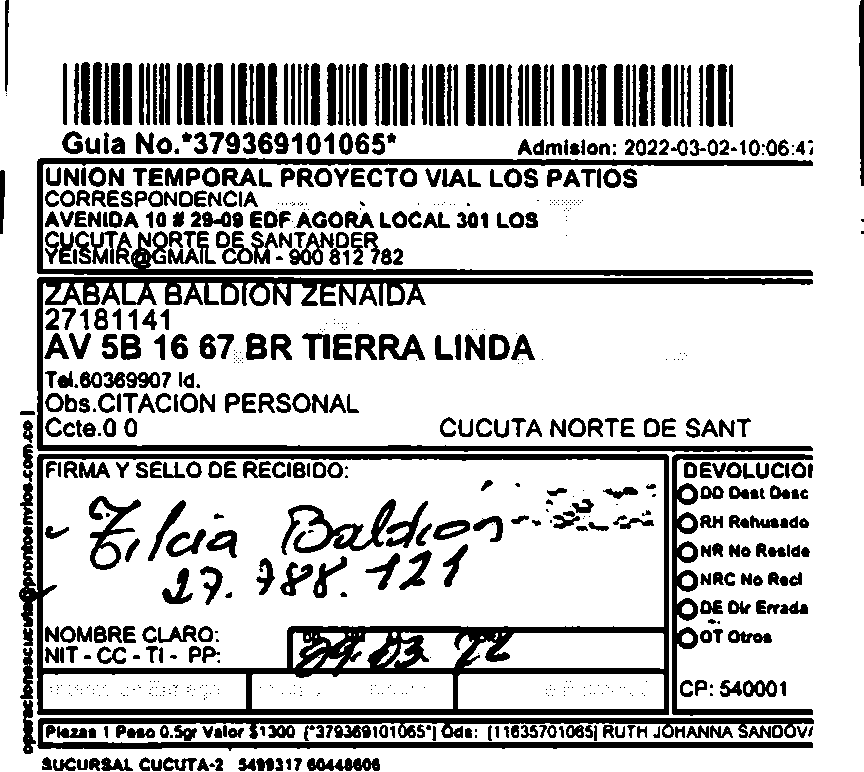 Guia No.*379369101065*
Admision: 2022-03-02-10:06:47
UNION TEMPORAL PROYECTO VIAL LOS PATIOS
CORRESPONDENCIA
AVENIDA 10 # 29-09 EDF AGORA LOCAL 301 LOS
CUCUTA NORTE DE SANTANDER
YEISMIR@GMAIL COM - 900 812 782
ZABALA BALDION ZENAIDA
27181141
AV 5B 16 67 BR TIERRA LINDA
Tel.60369907 Id.
Obs.CITACION PERSONAL
Ccte.0 0 CUCUTA NORTE DE SANT
operacionescucuta@prontoenvios.com.co
FIRMA Y SELLO DE RECIBIDO:
Zilcia Baldión
27.788.121
NOMBRE CLARO:
NIT - CC - TI - PP:
03 22
DEVOLUCION
DD Dest Desc
RH Rehusado
NR No Reside
NRC No Recl
DE Dir Errada
OT Otros
CP: 540001
Piezas 1 Peso 0.5gr Valor $1300 [*379369101065*] Ods: [11635701065] RUTH JOHANNA SANDOVA
SUCURSAL CUCUTA-2 5499317 60448606